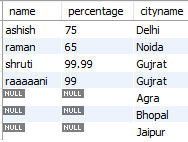 name percentage cityname
ashish 75 Delhi
raman 65 Noida
shruti 99.99 Gujrat
raaaaani 99 Gujrat
NULL NULL Agra
NULL NULL Bhopal
NULL NULL Jaipur